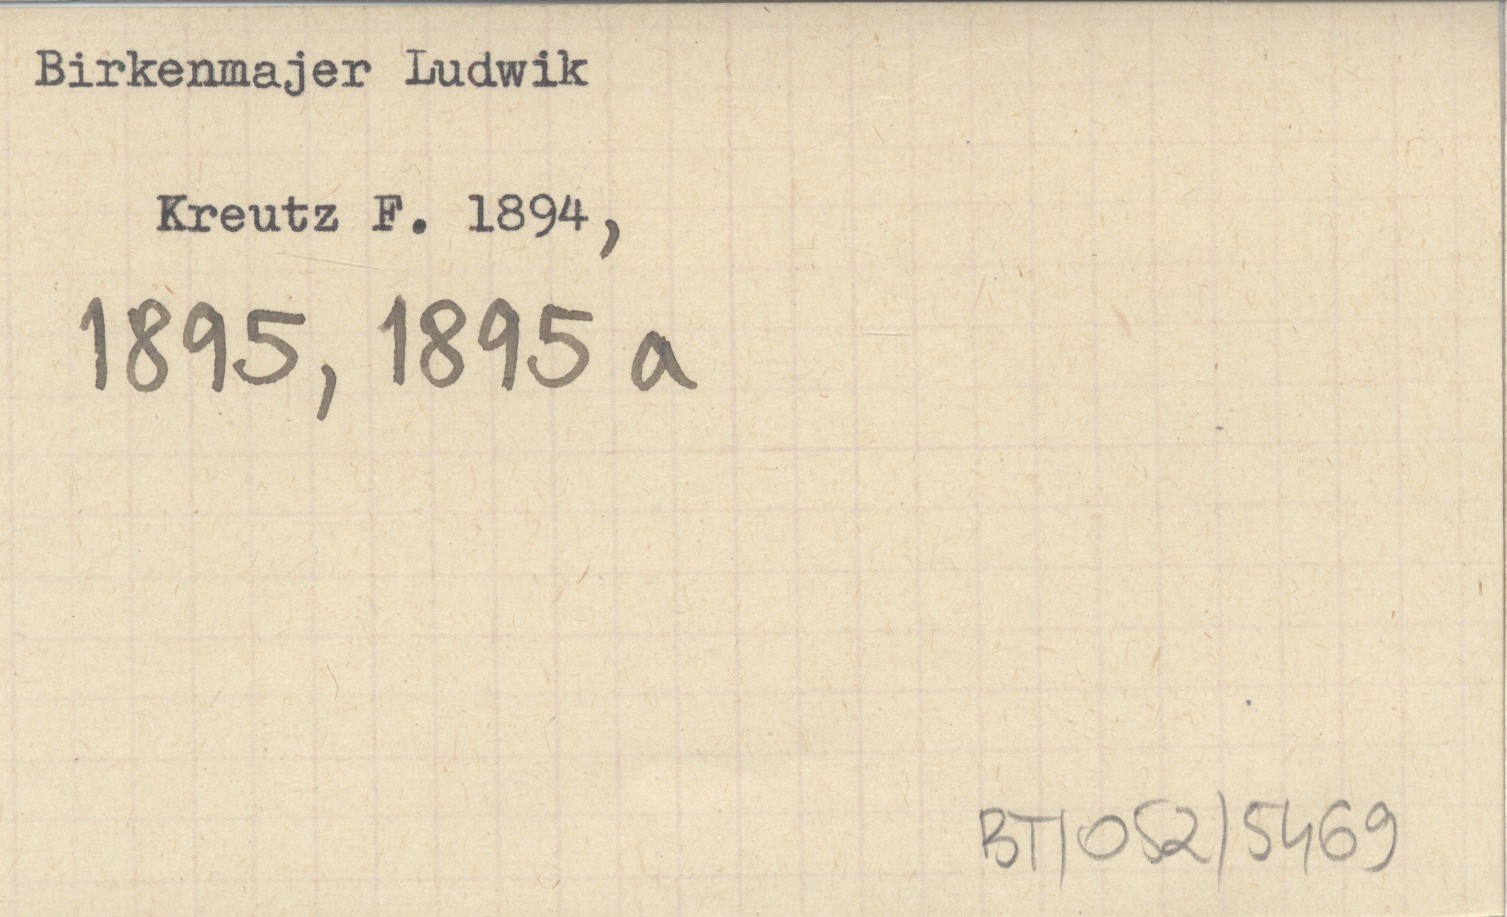 Birkenmajer Ludwik
Kreutz F. 1894,
1895, 1895 a
BT/052/5469